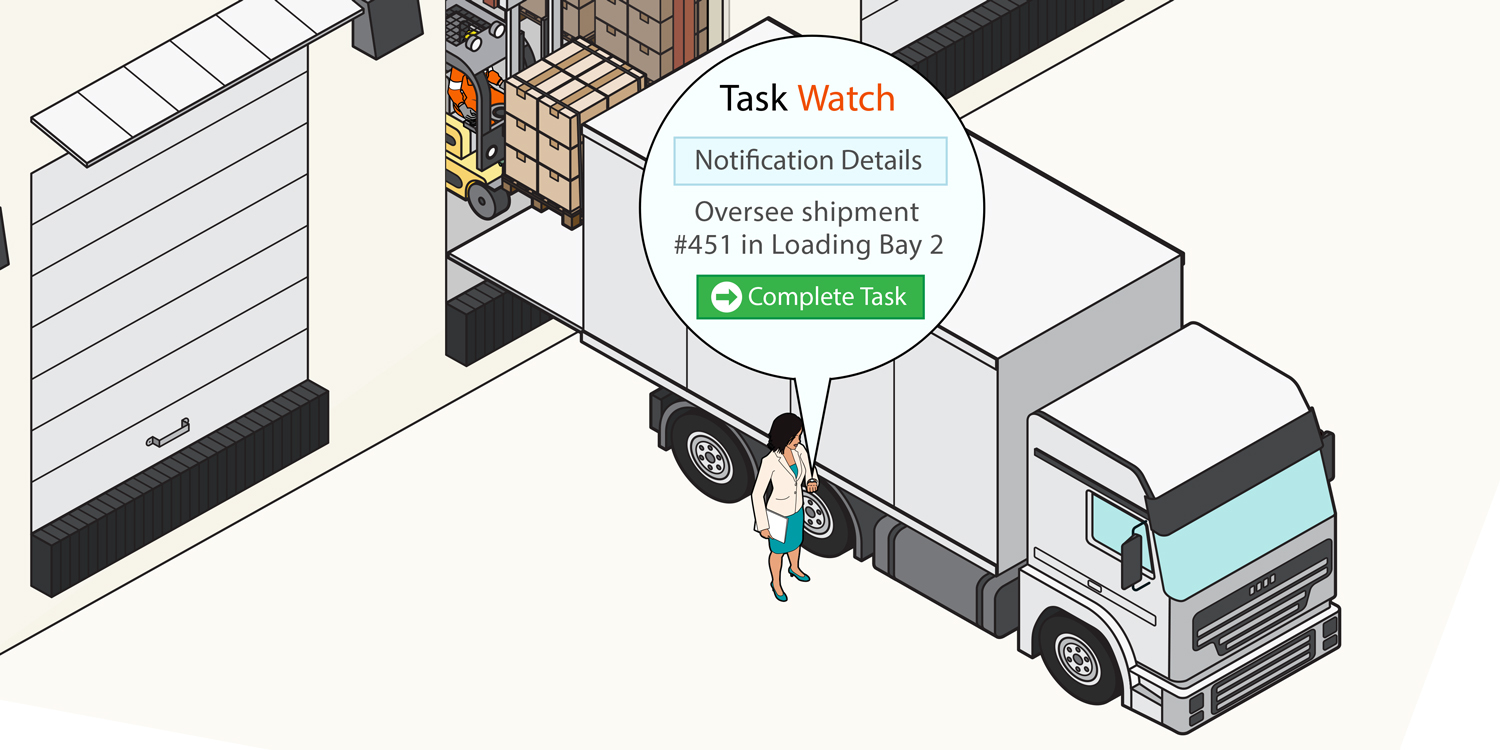 Task Watch
Notification Details
Oversee shipment
#451 in Loading Bay 2
Complete Task